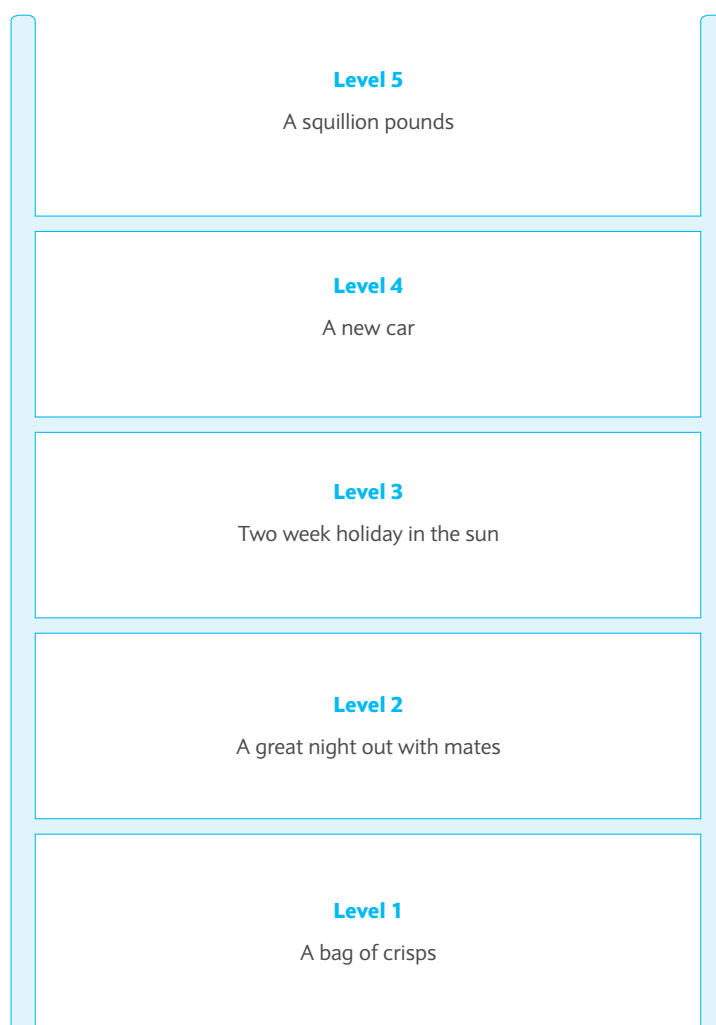 Level 5
A squillion pounds
Level 4
A new car
Level 3
Two week holiday in the sun
Level 2
A great night out with mates
Level 1
A bag of crisps